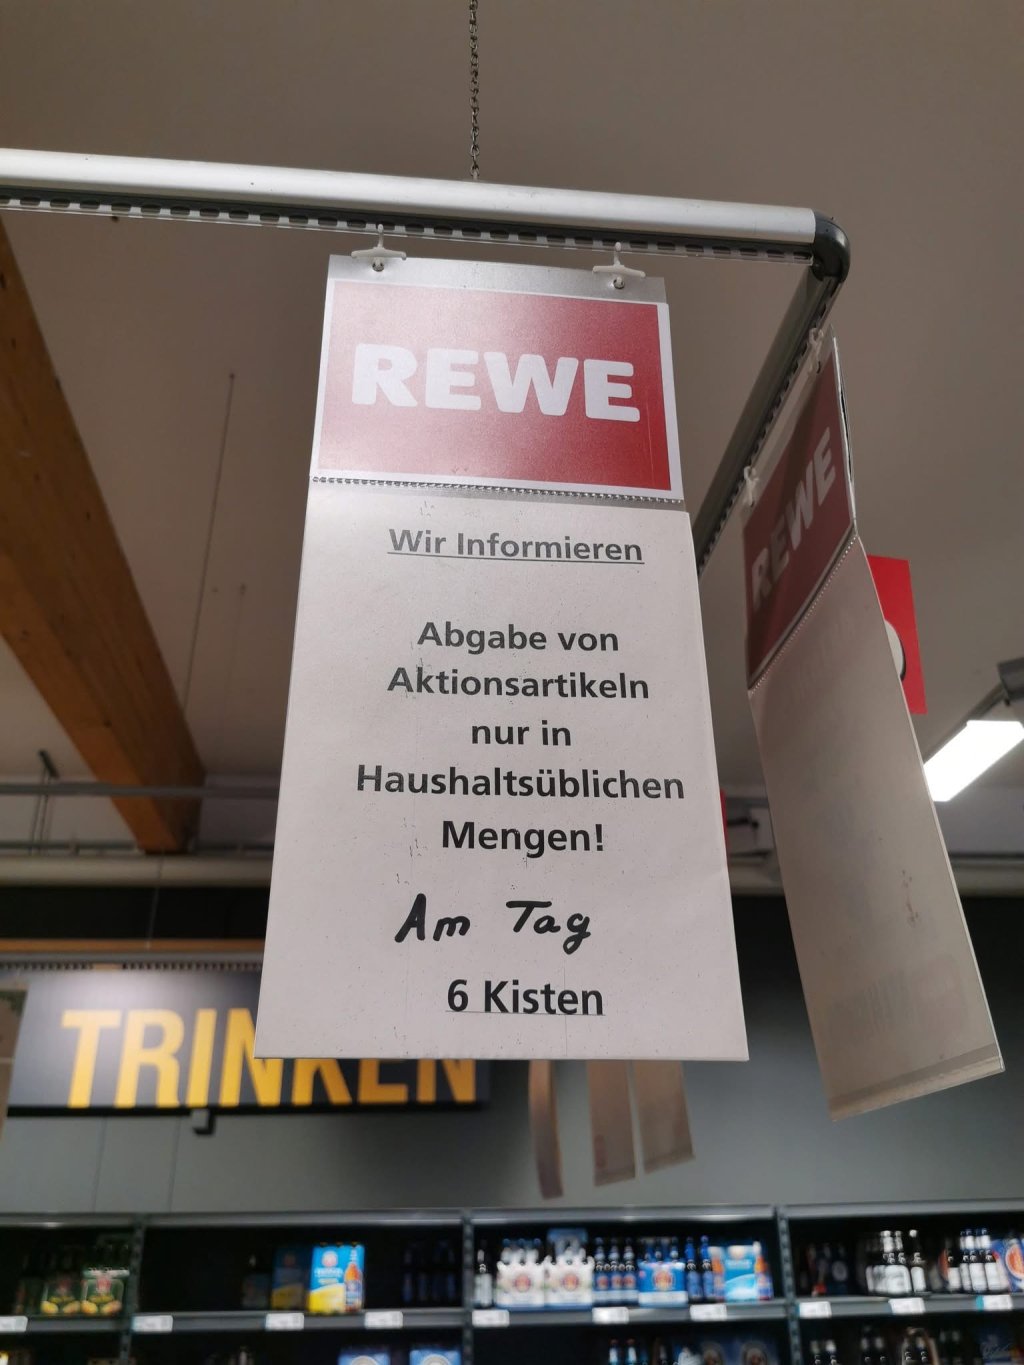 REWE
Wir Informieren
Abgabe von
Aktionsartikeln
nur in
Haushaltsüblichen
Mengen!
Am Tag
6 Kisten
REWE
TRINKEN